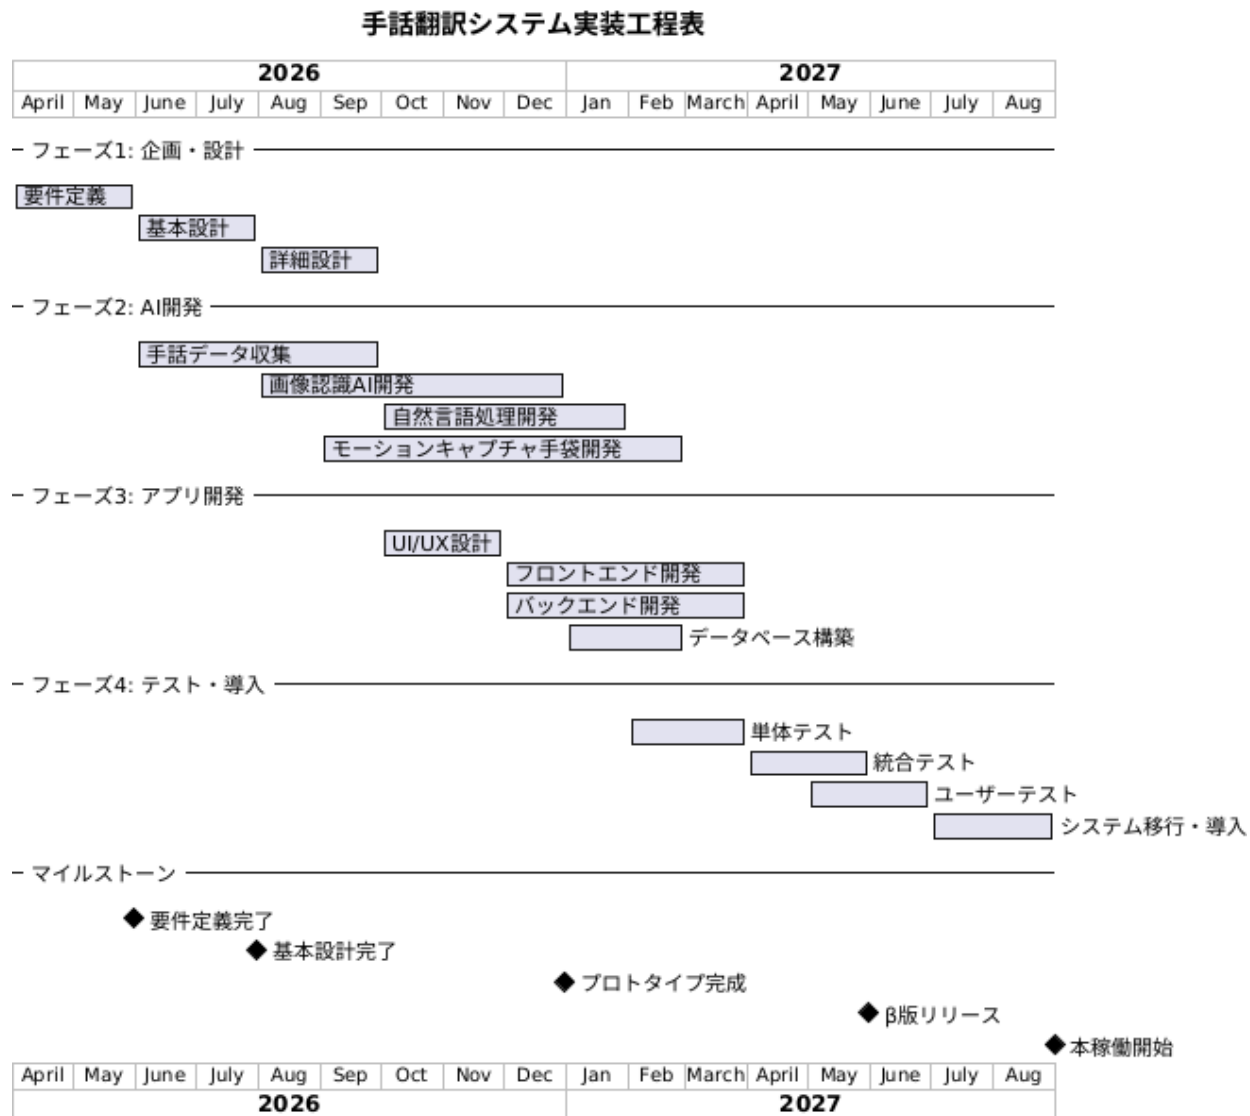 手話翻訳システム実装工程表
2026 2027
April May June July Aug Sep Oct Nov Dec Jan Feb March April May June July Aug
フェーズ1: 企画・設計
要件定義
基本設計
詳細設計
フェーズ2: AI開発
手話データ収集
画像認識AI開発
自然言語処理開発
モーションキャプチャ手袋開発
フェーズ3: アプリ開発
UI/UX設計
フロントエンド開発
バックエンド開発
データベース構築
フェーズ4: テスト・導入
単体テスト
統合テスト
ユーザーテスト
システム移行・導入
マイルストーン
要件定義完了
基本設計完了
プロトタイプ完成
β版リリース
本稼働開始
April May June July Aug Sep Oct Nov Dec Jan Feb March April May June July Aug
2026 2027